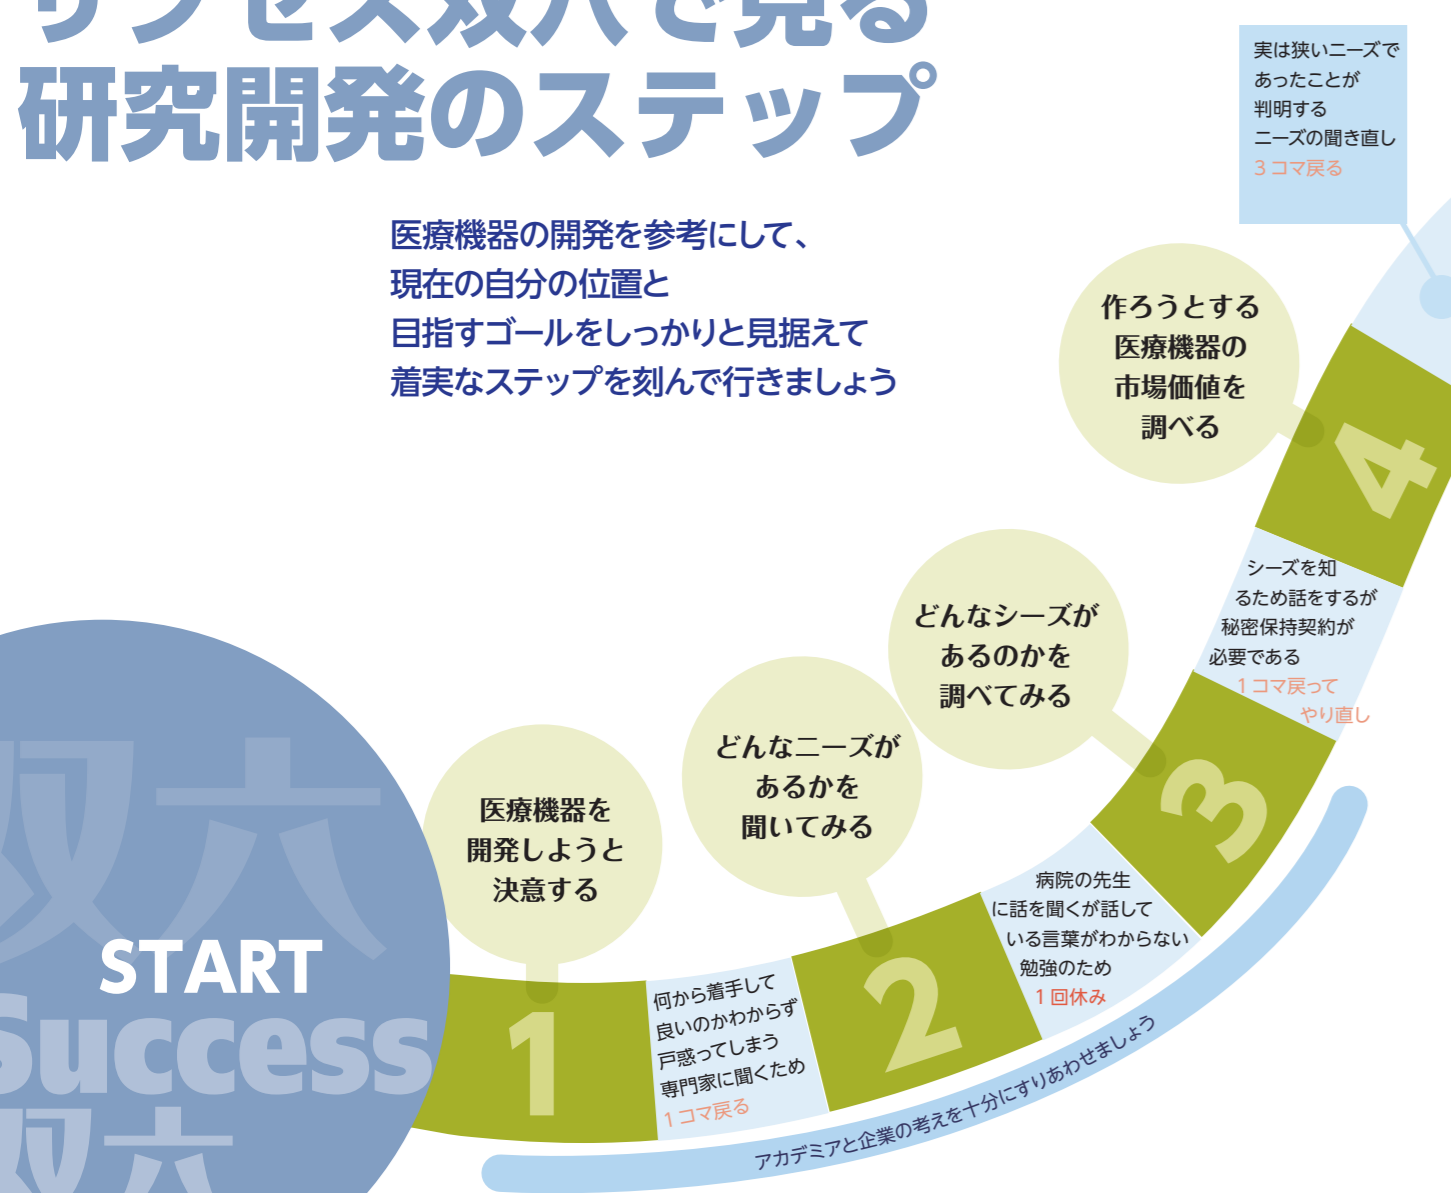 サクセス双六で見る
研究開発のステップ
医療機器の開発を参考にして、
現在の自分の位置と
目指すゴールをしっかりと見据えて
着実なステップを刻んで行きましょう
実は狭いニーズで
あったことが
判明する
ニーズの聞き直し
3コマ戻る
作ろうとする
医療機器の
市場価値を
調べる
4
シーズを知
るため話をするが
秘密保持契約が
必要である
1コマ戻って
やり直し
どんなシーズが
あるのかを
調べてみる
3
どんなニーズが
あるかを
聞いてみる
病院の先生
に話を聞くが話して
いる言葉がわからない
勉強のため
1回休み
2
医療機器を
開発しようと
決意する
何から着手して
良いのかわからず
戸惑ってしまう
専門家に聞くため
1コマ戻る
1
双六
START
Success
双六
アカデミアと企業の考えを十分にすりあわせましょう